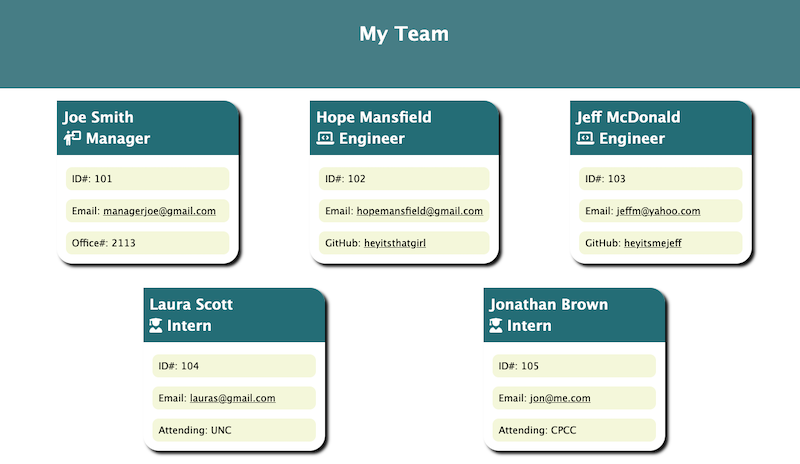 My Team
Joe Smith
Manager
ID#: 101
Email: managerjoe@gmail.com
Office#: 2113
Hope Mansfield
Engineer
ID#: 102
Email: hopemansfield@gmail.com
GitHub: heyitsthatgirl
Jeff McDonald
Engineer
ID#: 103
Email: jeffm@yahoo.com
GitHub: heyitsmejeff
Laura Scott
Intern
ID#: 104
Email: lauras@gmail.com
Attending: UNC
Jonathan Brown
Intern
ID#: 105
Email: jon@me.com
Attending: CPCC